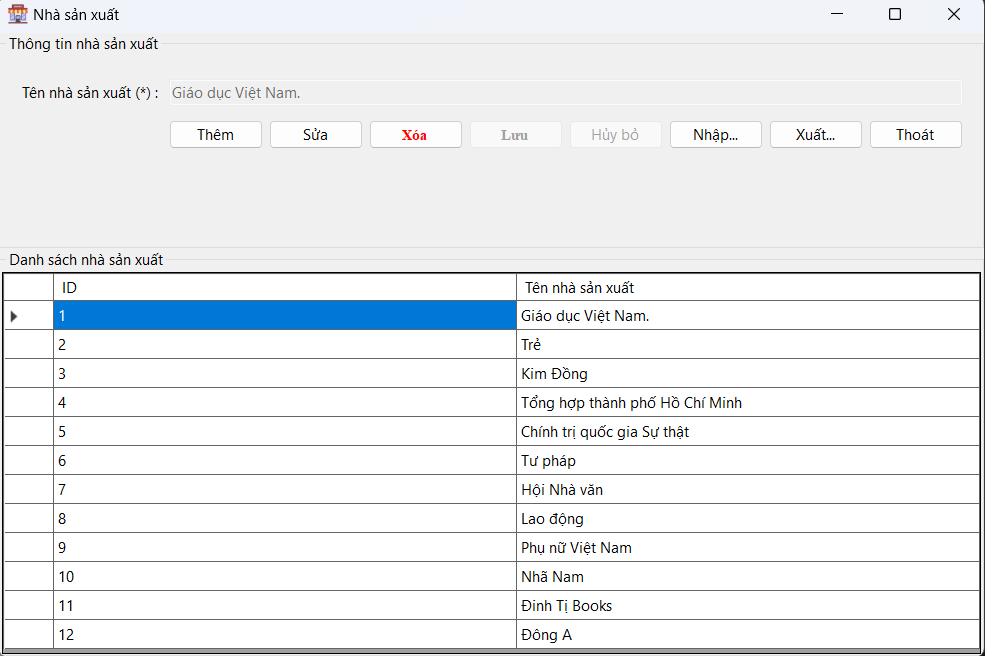 Nhà sản xuất
Thông tin nhà sản xuất
Tên nhà sản xuất (*) : Giáo dục Việt Nam.
Thêm Sửa Xóa Lưu Hủy bỏ Nhập... Xuất... Thoát
Danh sách nhà sản xuất
ID Tên nhà sản xuất
1 Giáo dục Việt Nam.
2 Trẻ
3 Kim Đồng
4 Tổng hợp thành phố Hồ Chí Minh
5 Chính trị quốc gia Sự thật
6 Tư pháp
7 Hội Nhà văn
8 Lao động
9 Phụ nữ Việt Nam
10 Nhã Nam
11 Đinh Tị Books
12 Đông A